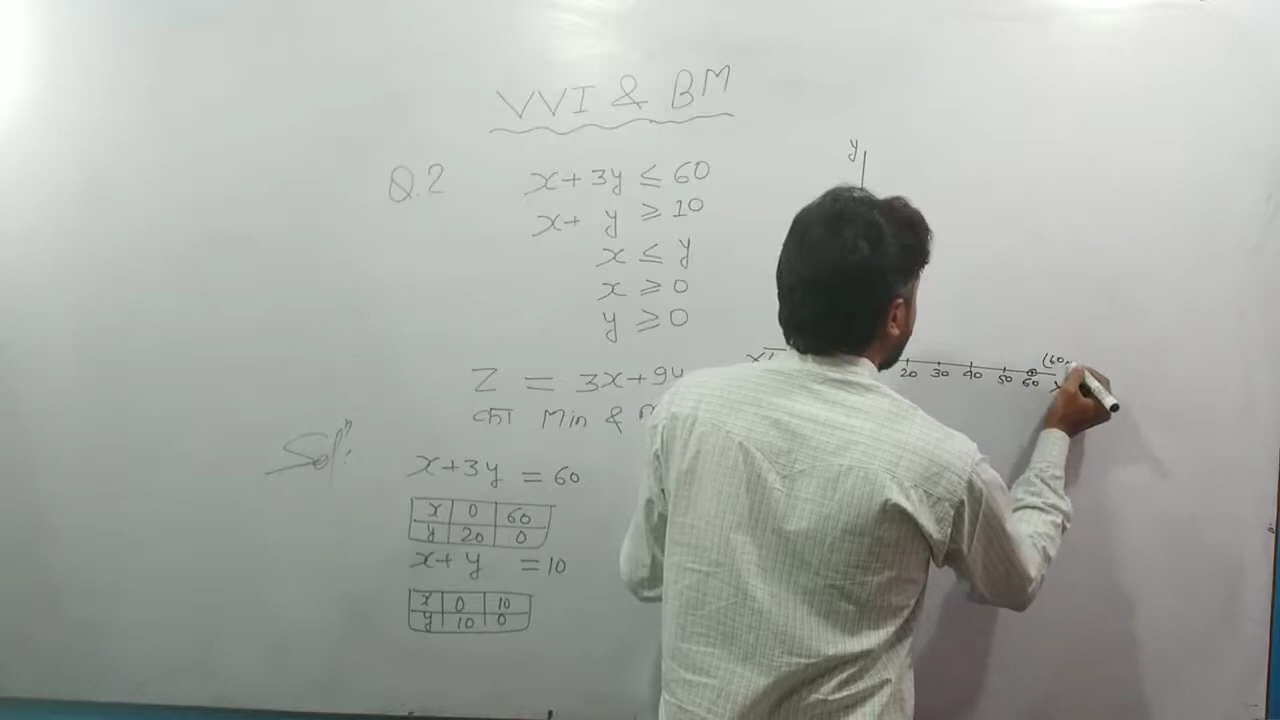 VVI & BM
Q.2 x + 3y ≤ 60
x + y ≥ 10
x ≤ y
x ≥ 0
y ≥ 0
Z = 3x + 9y
का Min &
Solⁿ: x + 3y = 60
x 0 60
y 20 0
x + y = 10
x 0 10
y 10 0
y
20 30 40 50 60
(60,
x